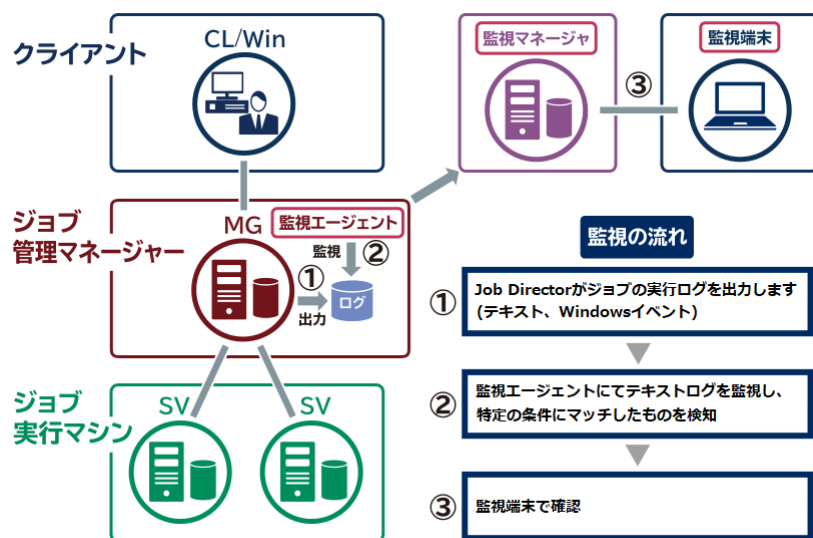 クライアント
CL/Win
監視マネージャ
監視端末
③
ジョブ
管理マネージャー
MG
監視エージェント
監視
②
①
出力
ログ
ジョブ
実行マシン
SV
SV
監視の流れ
①
Job Directorがジョブの実行ログを出力します
(テキスト、Windowsイベント)
②
監視エージェントにてテキストログを監視し、
特定の条件にマッチしたものを検知
③
監視端末で確認